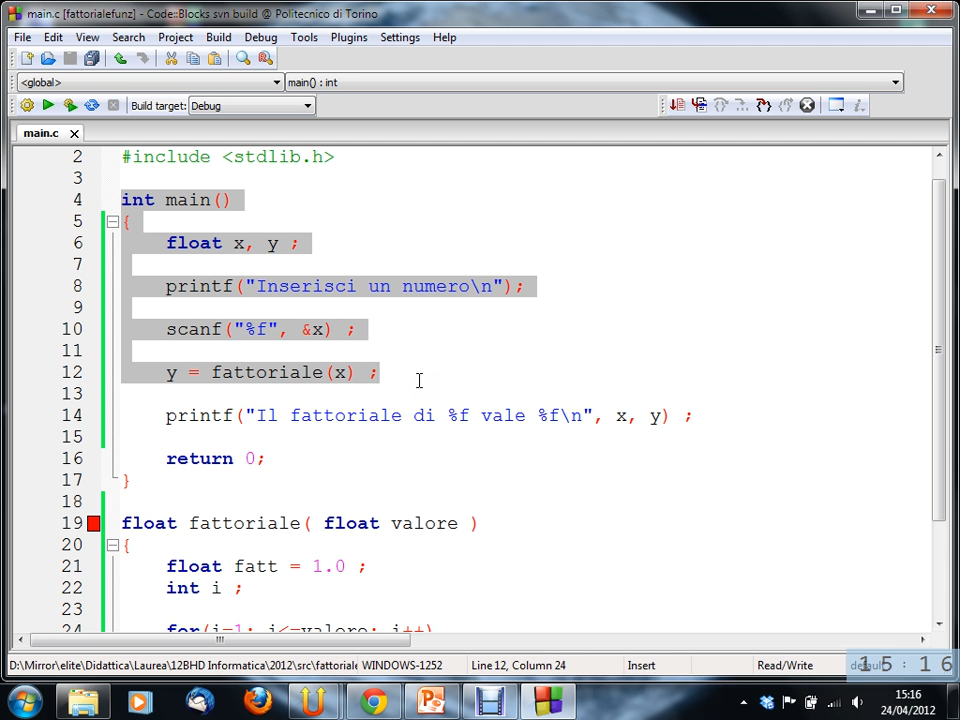 main.c [fattorialefunz] - Code::Blocks svn build @ Politecnico di Torino
File Edit View Search Project Build Debug Tools Plugins Settings Help
<global> main() : int
Build target: Debug
main.c
2 #include <stdlib.h>
3
4 int main()
5 {
6 float x, y ;
7
8 printf("Inserisci un numero\n");
9
10 scanf("%f", &x) ;
11
12 y = fattoriale(x) ;
13
14 printf("Il fattoriale di %f vale %f\n", x, y) ;
15
16 return 0;
17 }
18
19 float fattoriale( float valore )
20 {
21 float fatt = 1.0 ;
22 int i ;
23
24 for(i=1; i<=valore; i++)
D:\Mirror\elite\Didattica\Laurea\12BHD Informatica\2012\src\fattoriale WINDOWS-1252 Line 12, Column 24 Insert Read/Write default
15:16
15:16
24/04/2012